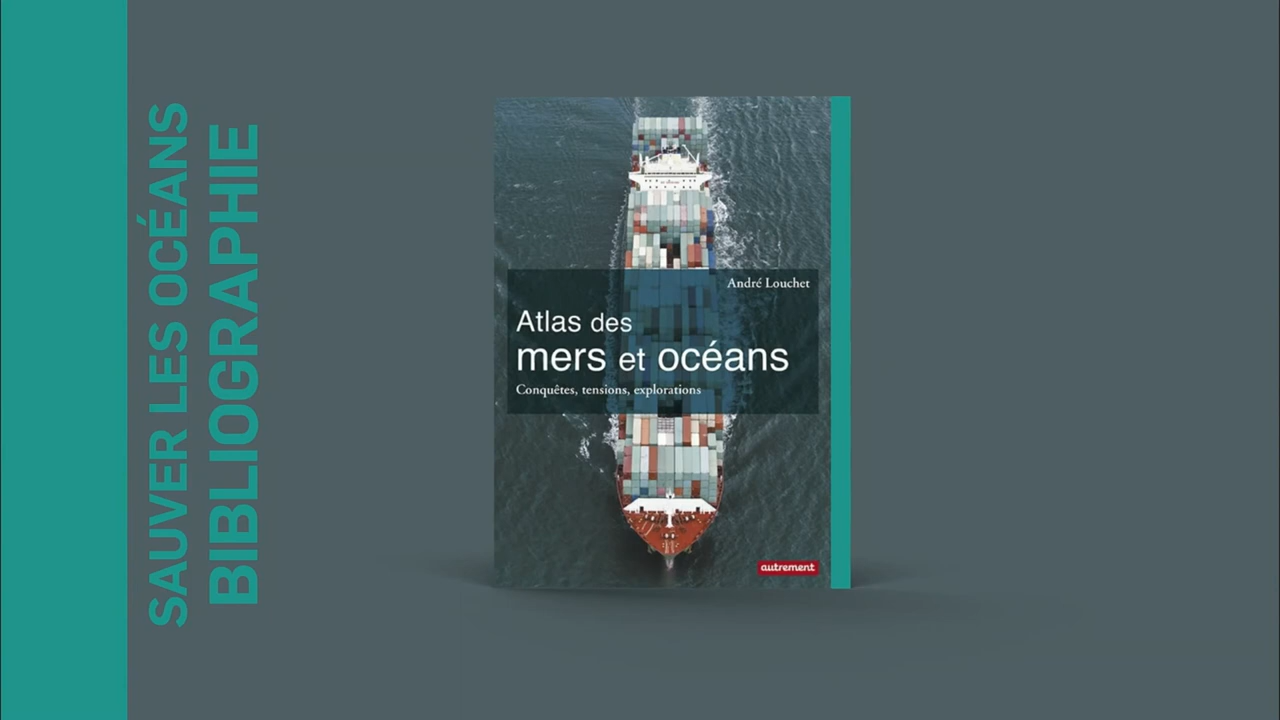 SAUVER LES OCÉANS
BIBLIOGRAPHIE
André Louchet
Atlas des
mers et océans
Conquêtes, tensions, explorations
autrement